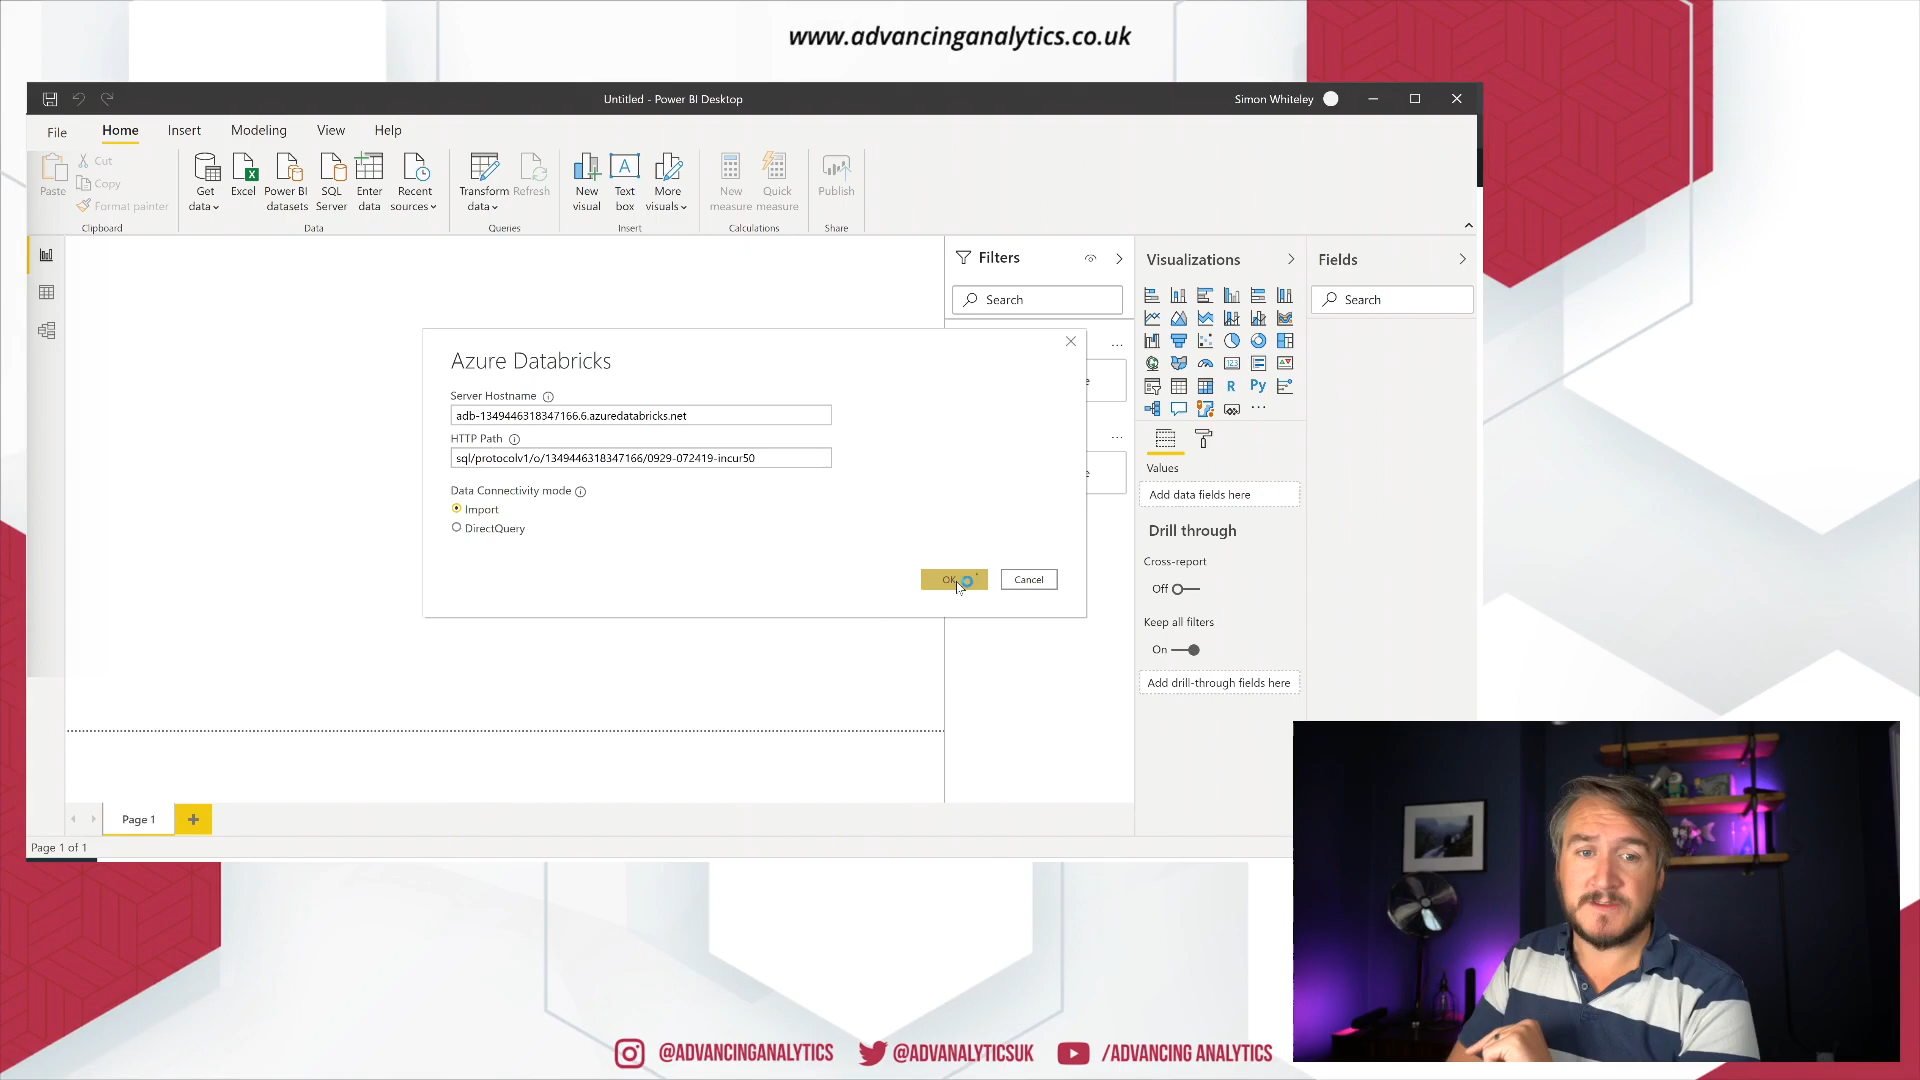 www.advancinganalytics.co.uk
Untitled - Power BI Desktop
Simon Whiteley
File
Home
Insert
Modeling
View
Help
Paste
Cut
Copy
Format painter
Get data
Excel
Power BI datasets
SQL Server
Enter data
Recent sources
Transform data
Refresh
New visual
A
Text box
More visuals
New measure
Quick measure
Publish
Clipboard
Data
Queries
Insert
Calculations
Share
Filters
Search
Visualizations
Fields
Search
123
R
Py
Values
Add data fields here
Drill through
Cross-report
Off
Keep all filters
On
Add drill-through fields here
Azure Databricks
Server Hostname
adb-1349446318347166.6.azuredatabricks.net
HTTP Path
sql/protocolv1/o/1349446318347166/0929-072419-incur50
Data Connectivity mode
Import
DirectQuery
OK
Cancel
Page 1
Page 1 of 1
@ADVANCINGANALYTICS
@ADVANALYTICSUK
/ADVANCING ANALYTICS